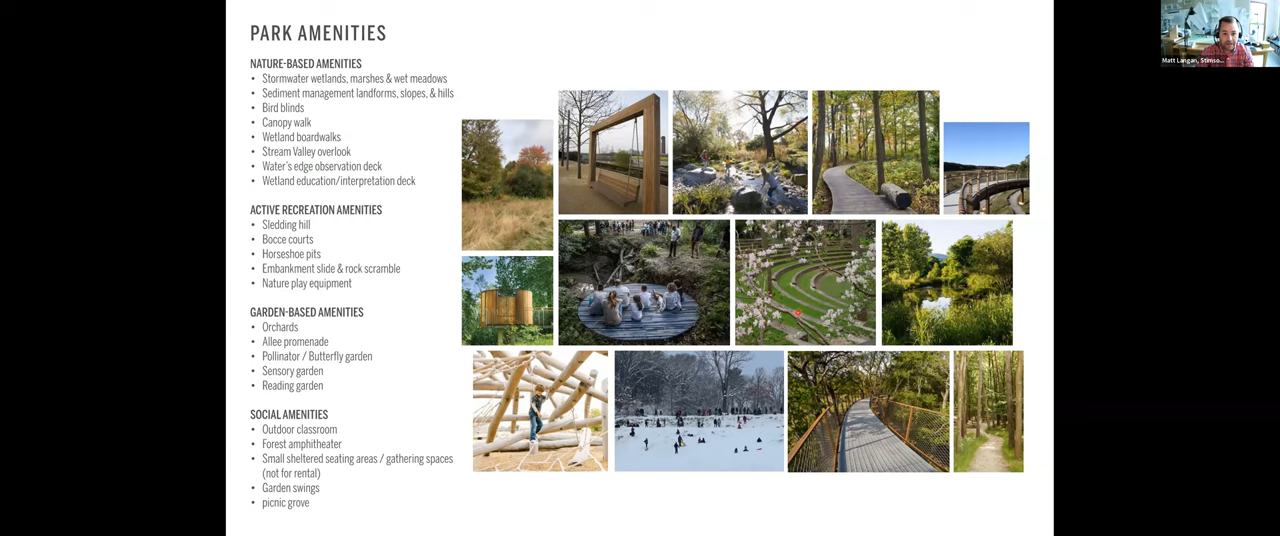 PARK AMENITIES
NATURE-BASED AMENITIES
• Stormwater wetlands, marshes & wet meadows
• Sediment management landforms, slopes, & hills
• Bird blinds
• Canopy walk
• Wetland boardwalks
• Stream Valley overlook
• Water's edge observation deck
• Wetland education/interpretation deck
ACTIVE RECREATION AMENITIES
• Sledding hill
• Bocce courts
• Horseshoe pits
• Embankment slide & rock scramble
• Nature play equipment
GARDEN-BASED AMENITIES
• Orchards
• Allee promenade
• Pollinator / Butterfly garden
• Sensory garden
• Reading garden
SOCIAL AMENITIES
• Outdoor classroom
• Forest amphitheater
• Small sheltered seating areas / gathering spaces
(not for rental)
• Garden swings
• picnic grove
Matt Langan, Stimso...